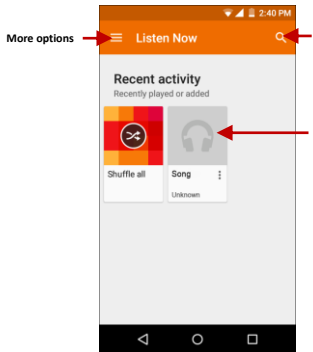 2:40 PM
More options
Listen Now
Recent activity
Recently played or added
Shuffle all
Song
Unknown